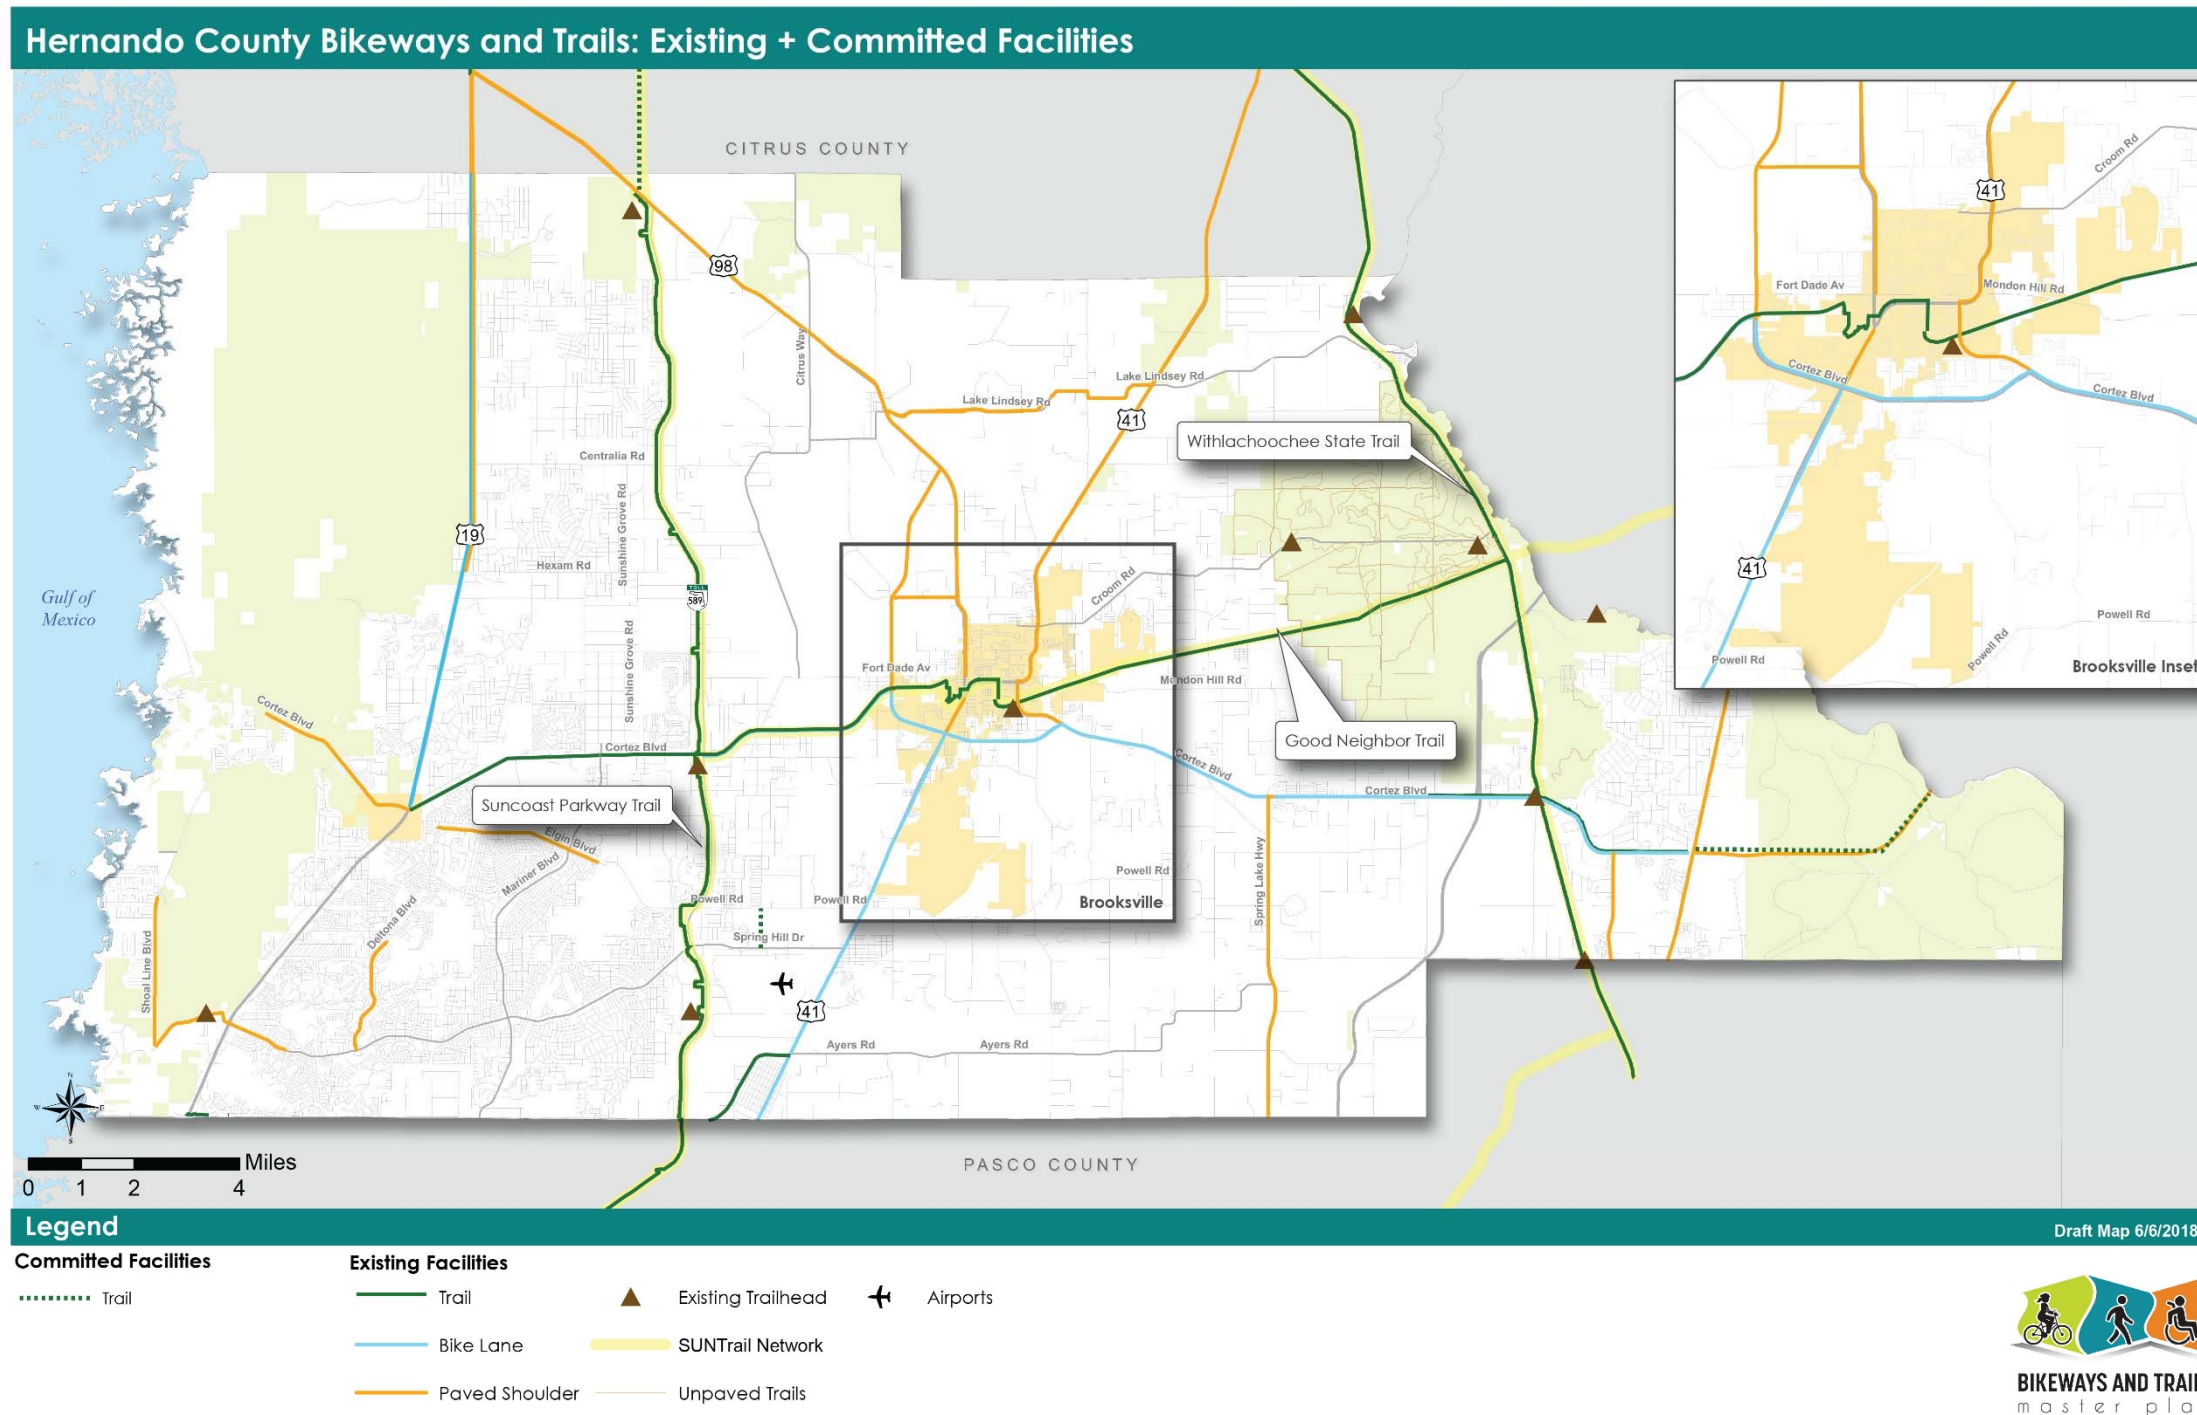 Hernando County Bikeways and Trails: Existing + Committed Facilities
CITRUS COUNTY
98
Citrus Way
Lake Lindsey Rd
Lake Lindsey Rd
41
Withlachoochee State Trail
Centralia Rd
Sunshine Grove Rd
19
Hexam Rd
TOLL
589
Gulf of
Mexico
Croom Rd
Sunshine Grove Rd
Fort Dade Av
Mondon Hill Rd
Cortez Blvd
Cortez Blvd
Good Neighbor Trail
Cortez Blvd
Cortez Blvd
Suncoast Parkway Trail
Elgin Blvd
Mariner Blvd
Deltona Blvd
Powell Rd
Powell Rd
Powell Rd
Brooksville
Spring Lake Hwy
Spring Hill Dr
Shoal Line Blvd
41
Ayers Rd
Ayers Rd
PASCO COUNTY
N
W
E
S
Miles
0 1 2 4
Croom Rd
41
Fort Dade Av
Mondon Hill Rd
Cortez Blvd
Cortez Blvd
41
Powell Rd
Powell Rd
Powell Rd
Brooksville Inset
Legend
Draft Map 6/6/2018
Committed Facilities
Trail
Existing Facilities
Trail
Existing Trailhead
Airports
Bike Lane
SUNTrail Network
Paved Shoulder
Unpaved Trails
BIKEWAYS AND TRAI
master pla